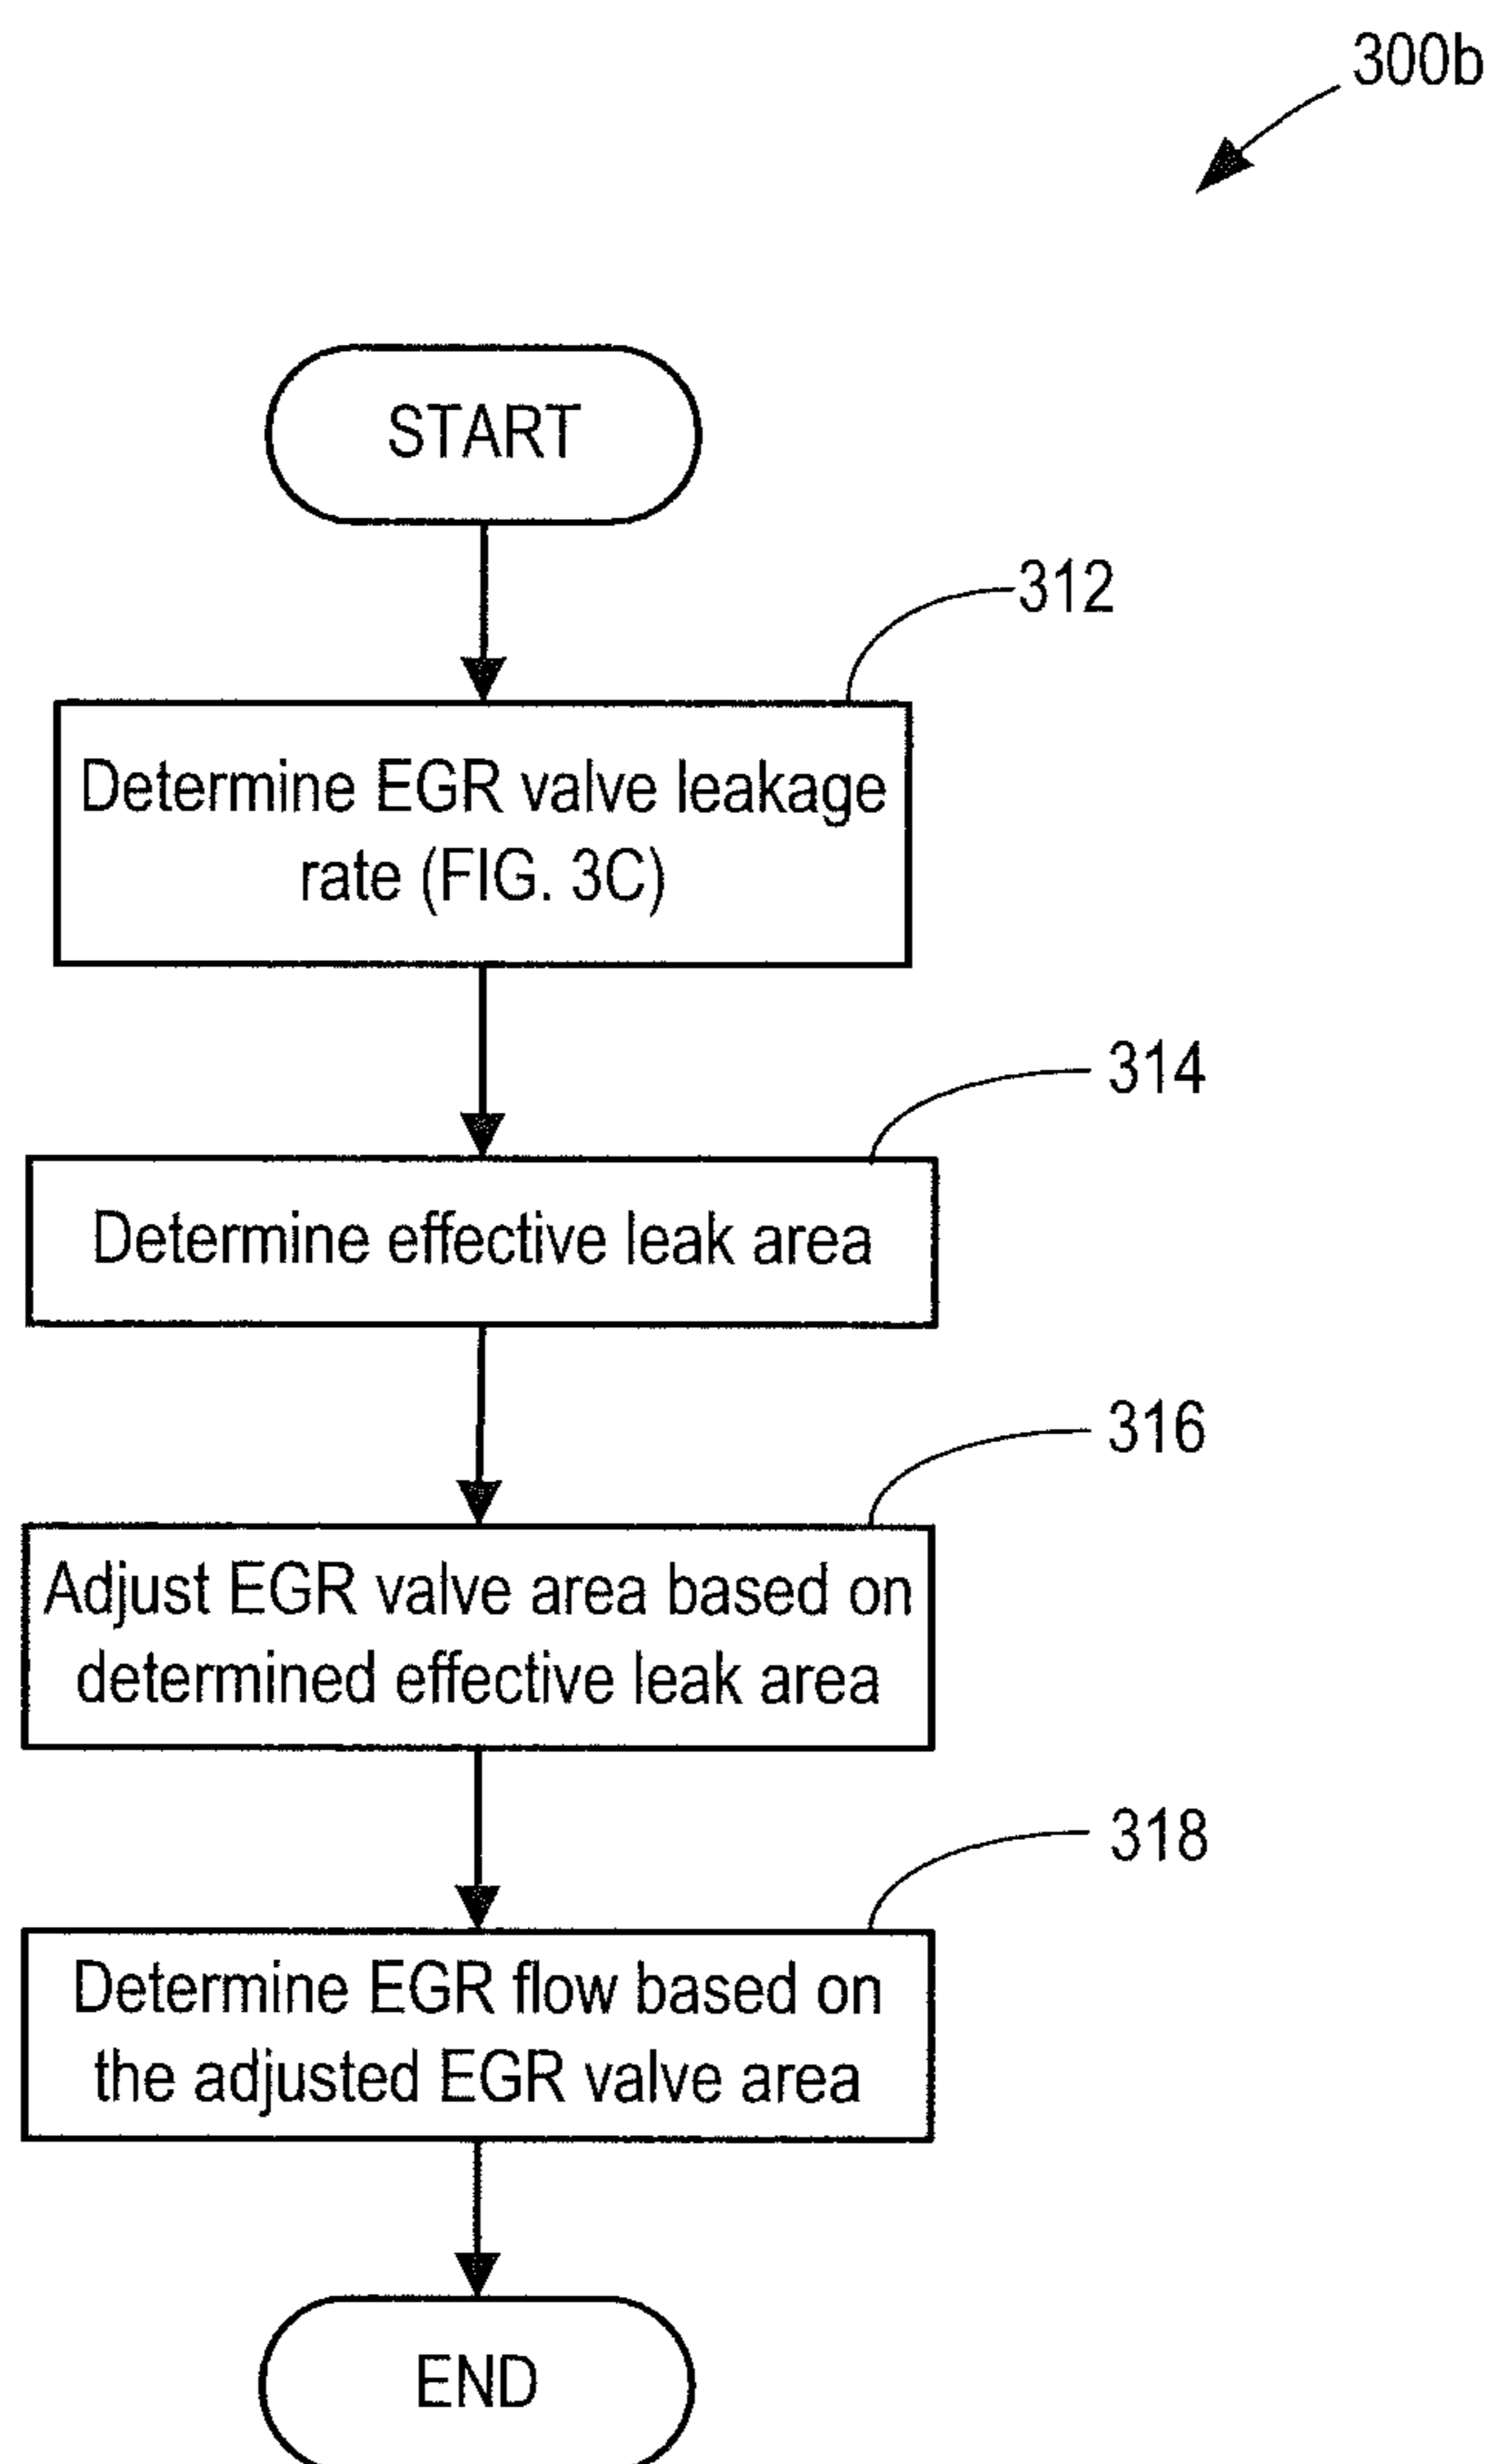 300b
START
312
Determine EGR valve leakage
rate (FIG. 3C)
314
Determine effective leak area
316
Adjust EGR valve area based on
determined effective leak area
318
Determine EGR flow based on
the adjusted EGR valve area
END